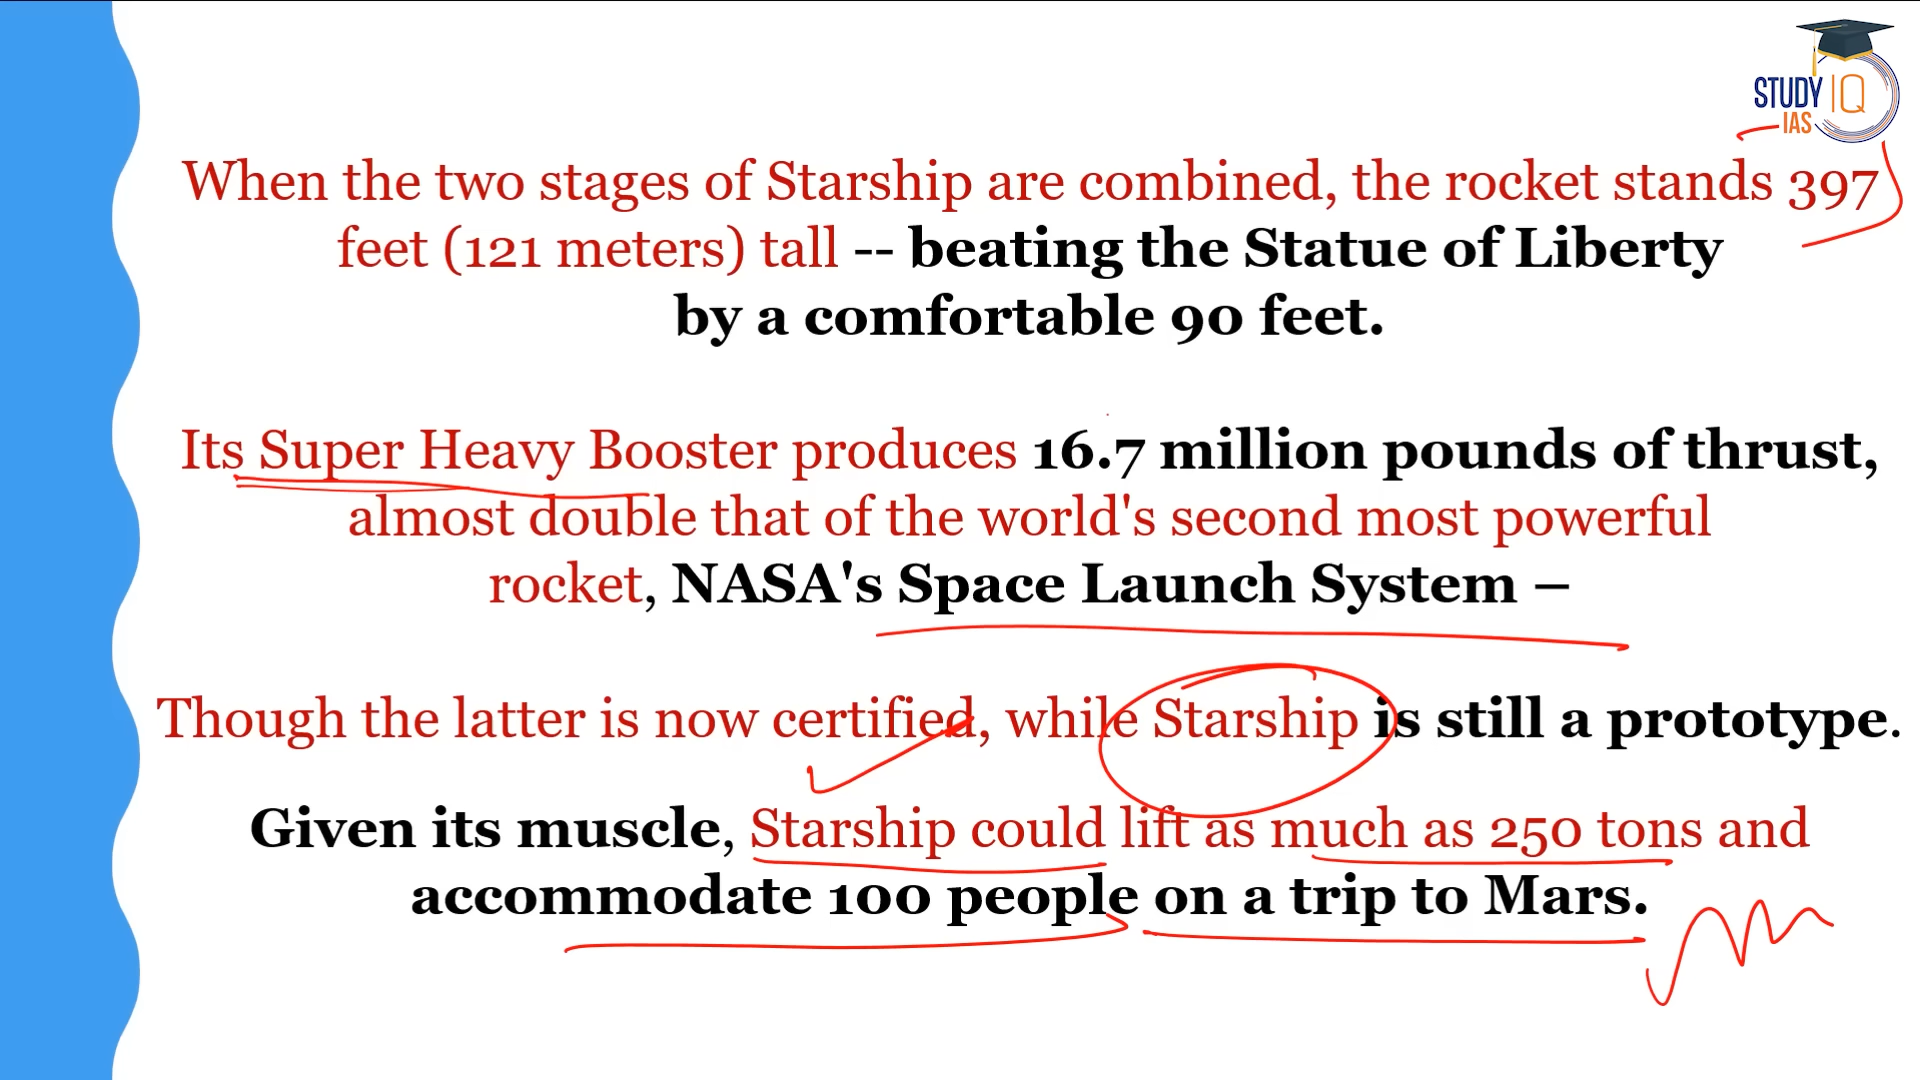 STUDY IQ
IAS
When the two stages of Starship are combined, the rocket stands 397
feet (121 meters) tall -- beating the Statue of Liberty
by a comfortable 90 feet.
Its Super Heavy Booster produces 16.7 million pounds of thrust,
almost double that of the world's second most powerful
rocket, NASA's Space Launch System –
Though the latter is now certified, while Starship is still a prototype.
Given its muscle, Starship could lift as much as 250 tons and
accommodate 100 people on a trip to Mars.